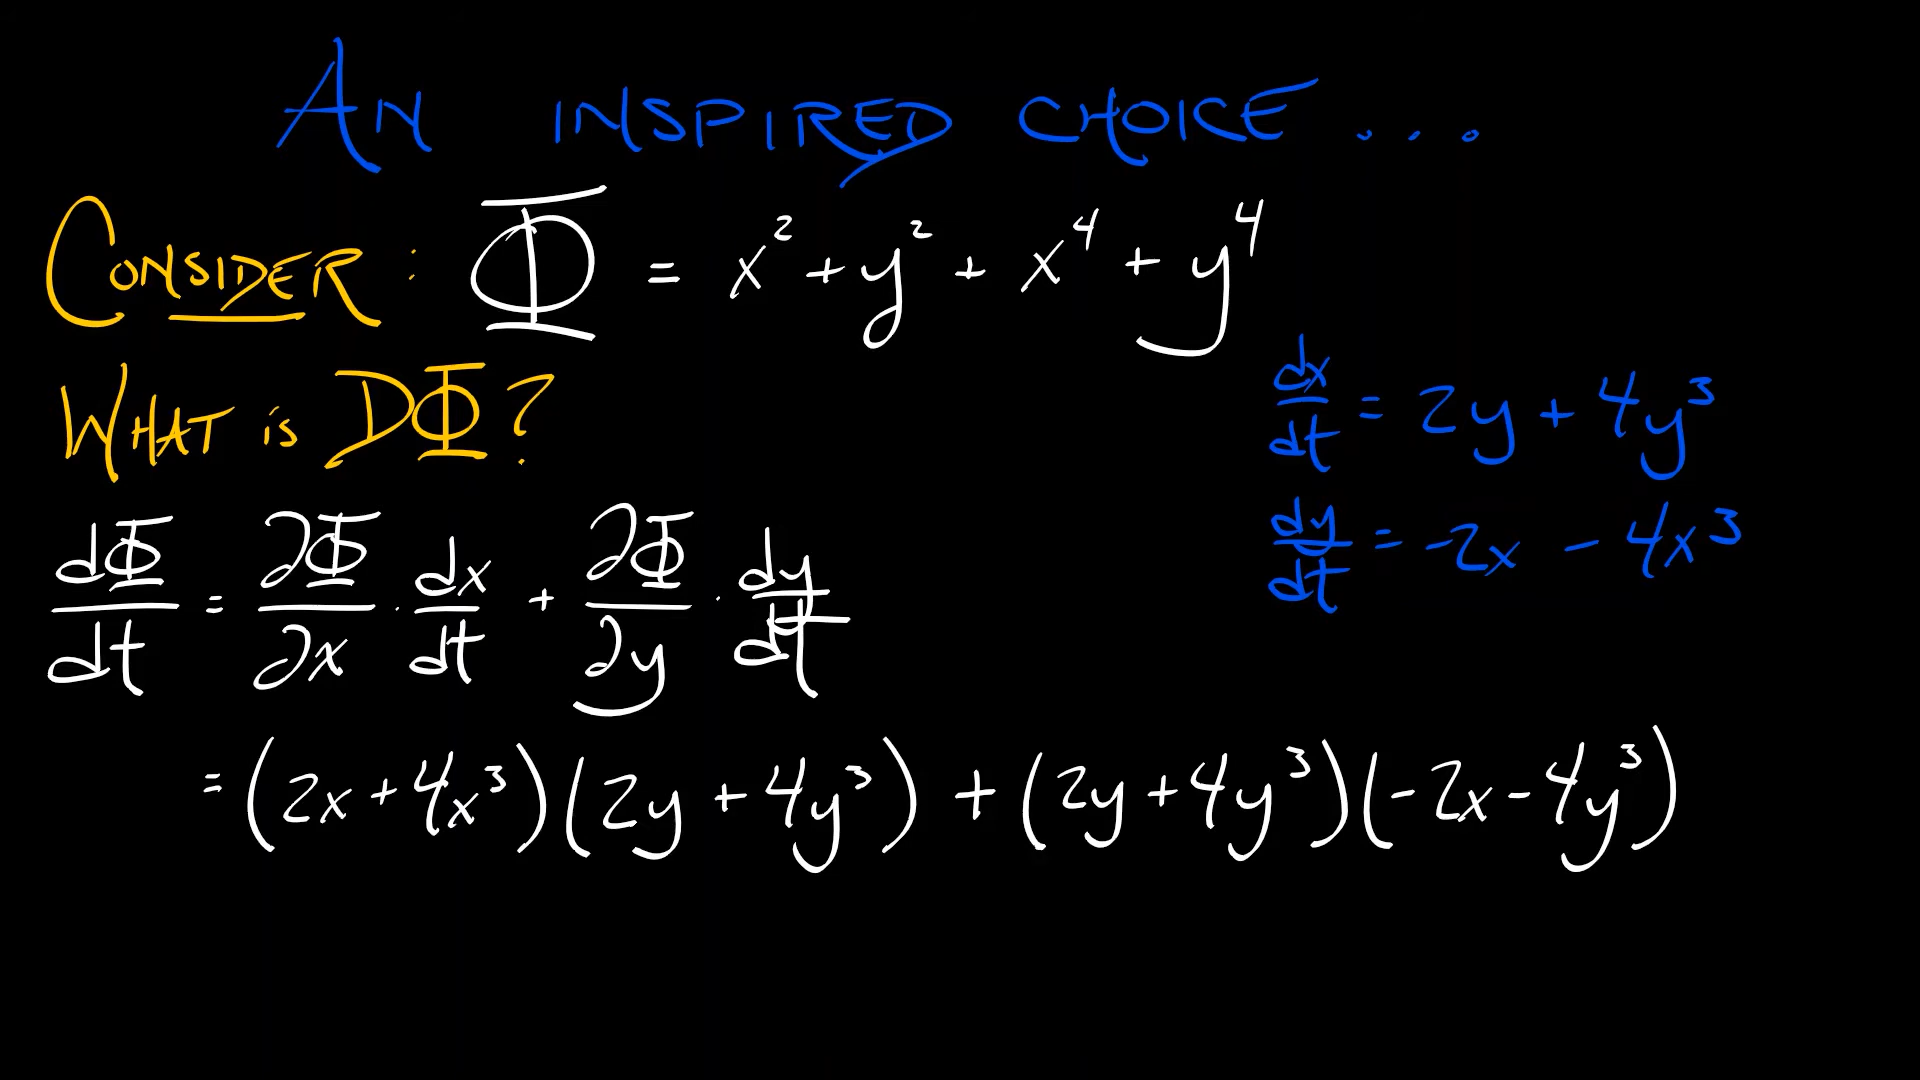 AN INSPIRED CHOICE...
CONSIDER: Φ = x² + y² + x⁴ + y⁴
WHAT is DΦ?
dx/dt = 2y + 4y³
dy/dt = -2x - 4x³
dΦ/dt = ∂Φ/∂x · dx/dt + ∂Φ/∂y · dy/dt
= (2x + 4x³)(2y + 4y³) + (2y + 4y³)(-2x - 4y³)